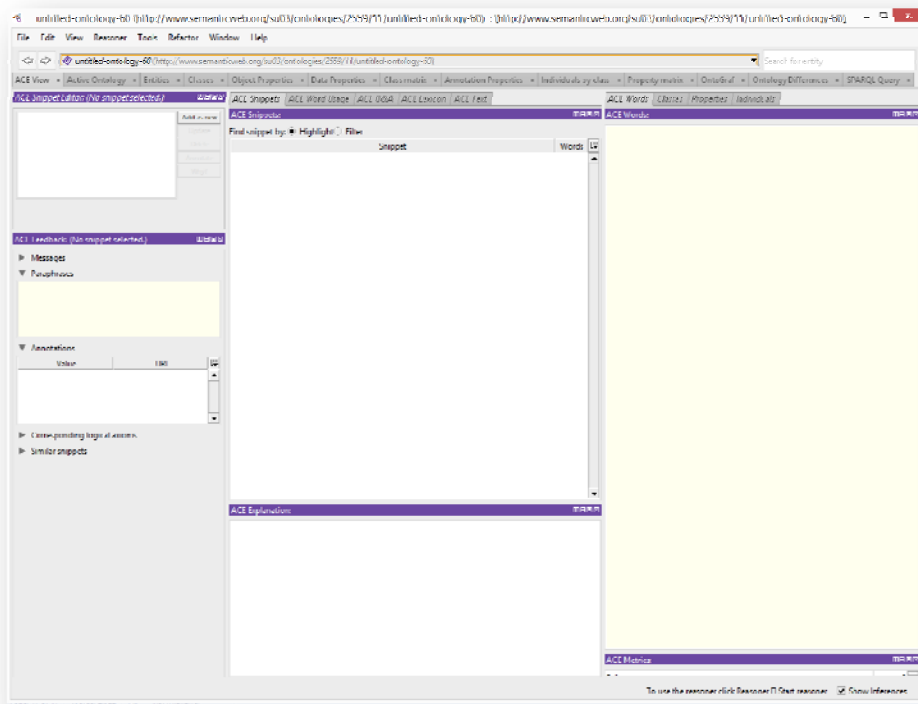 untitled-ontology-60 (http://www.semanticweb.org/su03/ontologies/2559/11/untitled-ontology-60) : [http://www.semanticweb.org/su03/ontologies/2559/11/untitled-ontology-60]
File Edit View Reasoner Tools Refactor Window Help
untitled-ontology-60 (http://www.semanticweb.org/su03/ontologies/2559/11/untitled-ontology-60)
Search for entity
ACE View Active Ontology Entities Classes Object Properties Data Properties Class matrix Annotation Properties Individuals by class Property matrix OntoGraf Ontology Differences SPARQL Query
ACE Snippet Editor: (No snippet selected.)
Add as new
ACE Feedback: (No snippet selected.)
Messages
Paraphrases
Annotations
Value URI
Corresponding logical axioms
Similar snippets
ACE Snippets ACE Word Usage ACE Q&A ACE Lexicon ACE Text
ACE Snippets:
Find snippet by: Highlight Filter
Snippet Words
ACE Explanation:
ACE Words Classes Properties Individuals
ACE Words:
ACE Metrics:
To use the reasoner click Reasoner Start reasoner Show Inferences